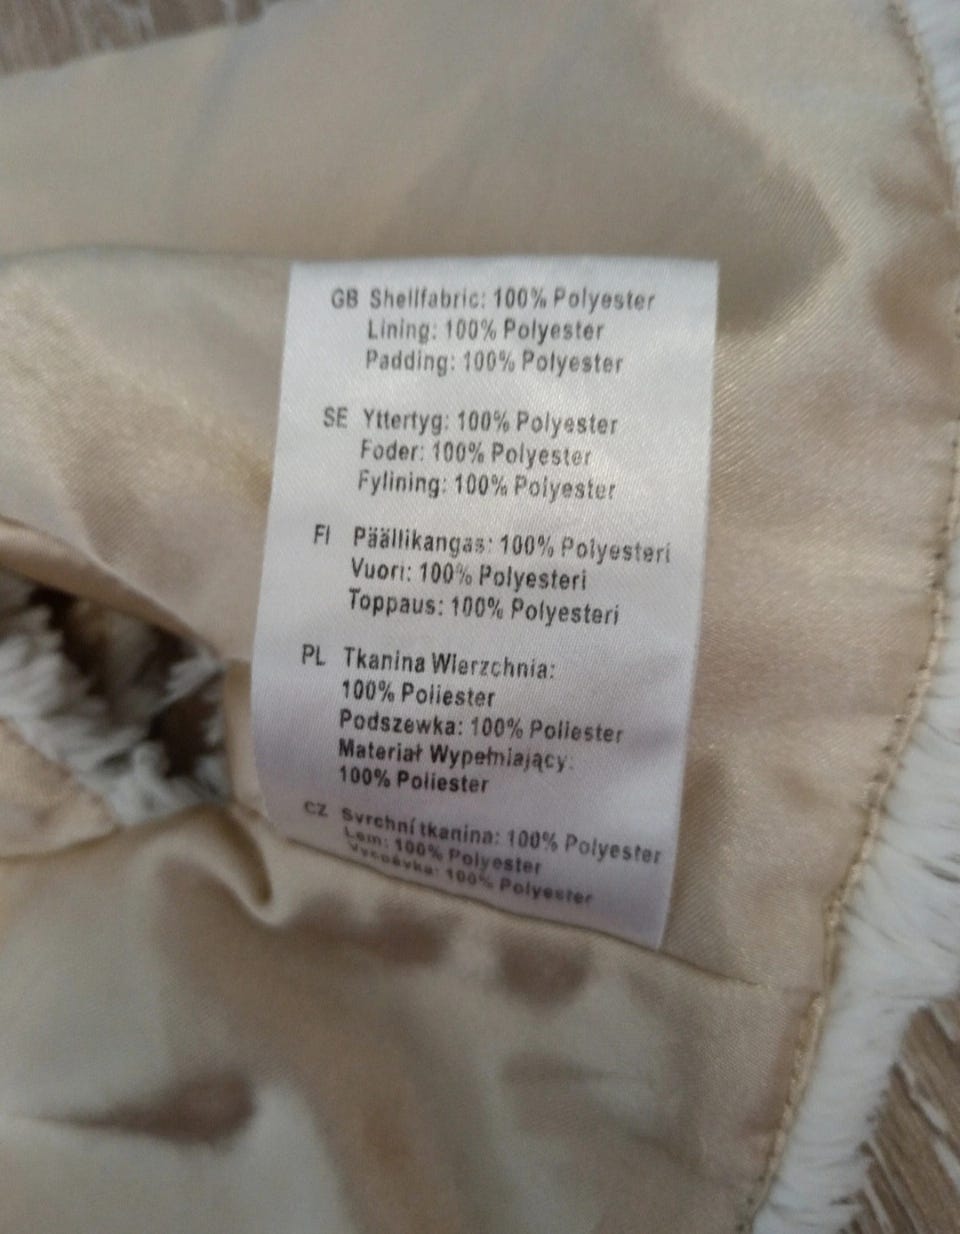 GB Shellfabric: 100% Polyester
Lining: 100% Polyester
Padding: 100% Polyester
SE Yttertyg: 100% Polyester
Foder: 100% Polyester
Fylining: 100% Polyester
FI Päällikangas: 100% Polyesteri
Vuori: 100% Polyesteri
Toppaus: 100% Polyesteri
PL Tkanina Wierzchnia:
100% Poliester
Podszewka: 100% Poliester
Materiał Wypełniający:
100% Poliester
CZ Svrchní tkanina: 100% Polyester
Lem: 100% Polyester
100% Polyester